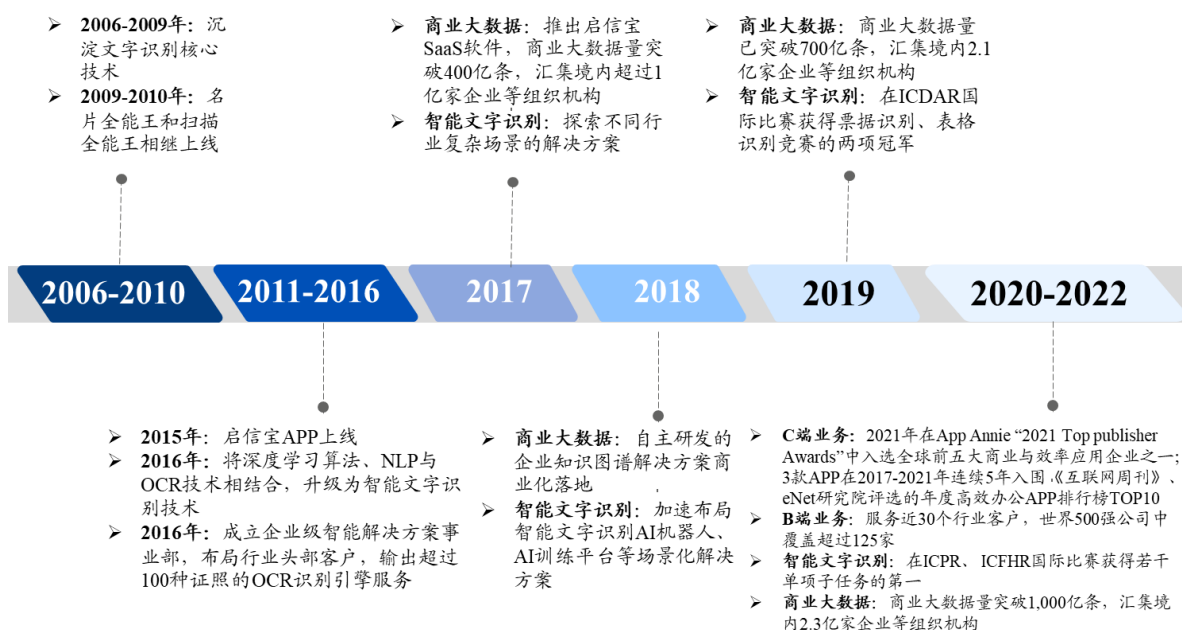 2006-2009年：沉
淀文字识别核心
技术
2009-2010年：名
片全能王和扫描
全能王相继上线
商业大数据：推出启信宝
SaaS软件，商业大数据量突
破400亿条，汇集境内超过1
亿家企业等组织机构
智能文字识别：探索不同行
业复杂场景的解决方案
商业大数据：商业大数据量
已突破700亿条，汇集境内2.1
亿家企业等组织机构
智能文字识别：在ICDAR国
际比赛获得票据识别、表格
识别竞赛的两项冠军
2006-2010
2011-2016
2017
2018
2019
2020-2022
2015年：启信宝APP上线
2016年：将深度学习算法、NLP与
OCR技术相结合，升级为智能文字识
别技术
2016年：成立企业级智能解决方案事
业部，布局行业头部客户，输出超过
100种证照的OCR识别引擎服务
商业大数据：自主研发的
企业知识图谱解决方案商
业化落地
智能文字识别：加速布局
智能文字识别AI机器人、
AI训练平台等场景化解决
方案
C端业务：2021年在App Annie “2021 Top publisher
Awards”中入选全球前五大商业与效率应用企业之一;
3款APP在2017-2021年连续5年入围《互联网周刊》、
eNet研究院评选的年度高效办公APP排行榜TOP10
B端业务：服务近30个行业客户，世界500强公司中
覆盖超过125家
智能文字识别：在ICPR、ICFHR国际比赛获得若干
单项子任务的第一
商业大数据：商业大数据量突破1,000亿条，汇集境
内2.3亿家企业等组织机构